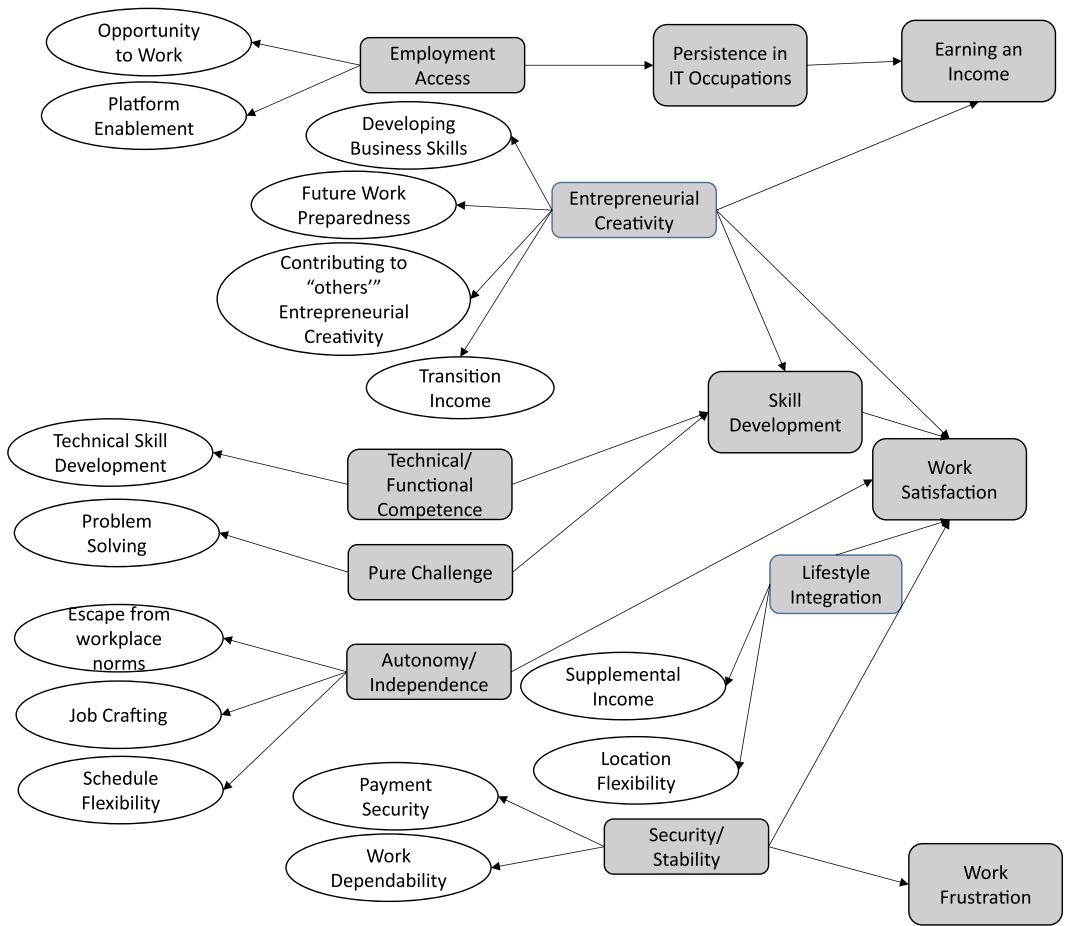 Opportunity
to Work
Employment
Access
Persistence in
IT Occupations
Earning an
Income
Platform
Enablement
Developing
Business Skills
Future Work
Preparedness
Entrepreneurial
Creativity
Contributing to
“others’”
Entrepreneurial
Creativity
Transition
Income
Skill
Development
Technical Skill
Development
Technical/
Functional
Competence
Work
Satisfaction
Problem
Solving
Pure Challenge
Lifestyle
Integration
Escape from
workplace
norms
Autonomy/
Independence
Supplemental
Income
Job Crafting
Location
Flexibility
Schedule
Flexibility
Payment
Security
Security/
Stability
Work
Dependability
Work
Frustration